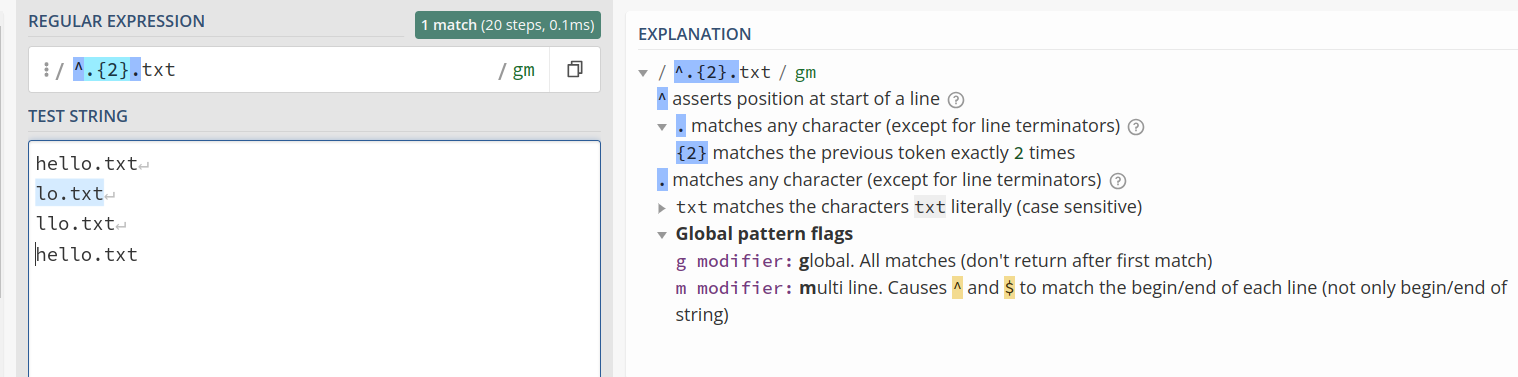 REGULAR EXPRESSION
1 match (20 steps, 0.1ms)
/ ^.{2}.txt / gm
TEST STRING
hello.txt↵
lo.txt↵
llo.txt↵
hello.txt
EXPLANATION
/ ^.{2}.txt / gm
^ asserts position at start of a line ?
. matches any character (except for line terminators) ?
{2} matches the previous token exactly 2 times
. matches any character (except for line terminators) ?
txt matches the characters txt literally (case sensitive)
Global pattern flags
g modifier: global. All matches (don't return after first match)
m modifier: multi line. Causes ^ and $ to match the begin/end of each line (not only begin/end of
string)